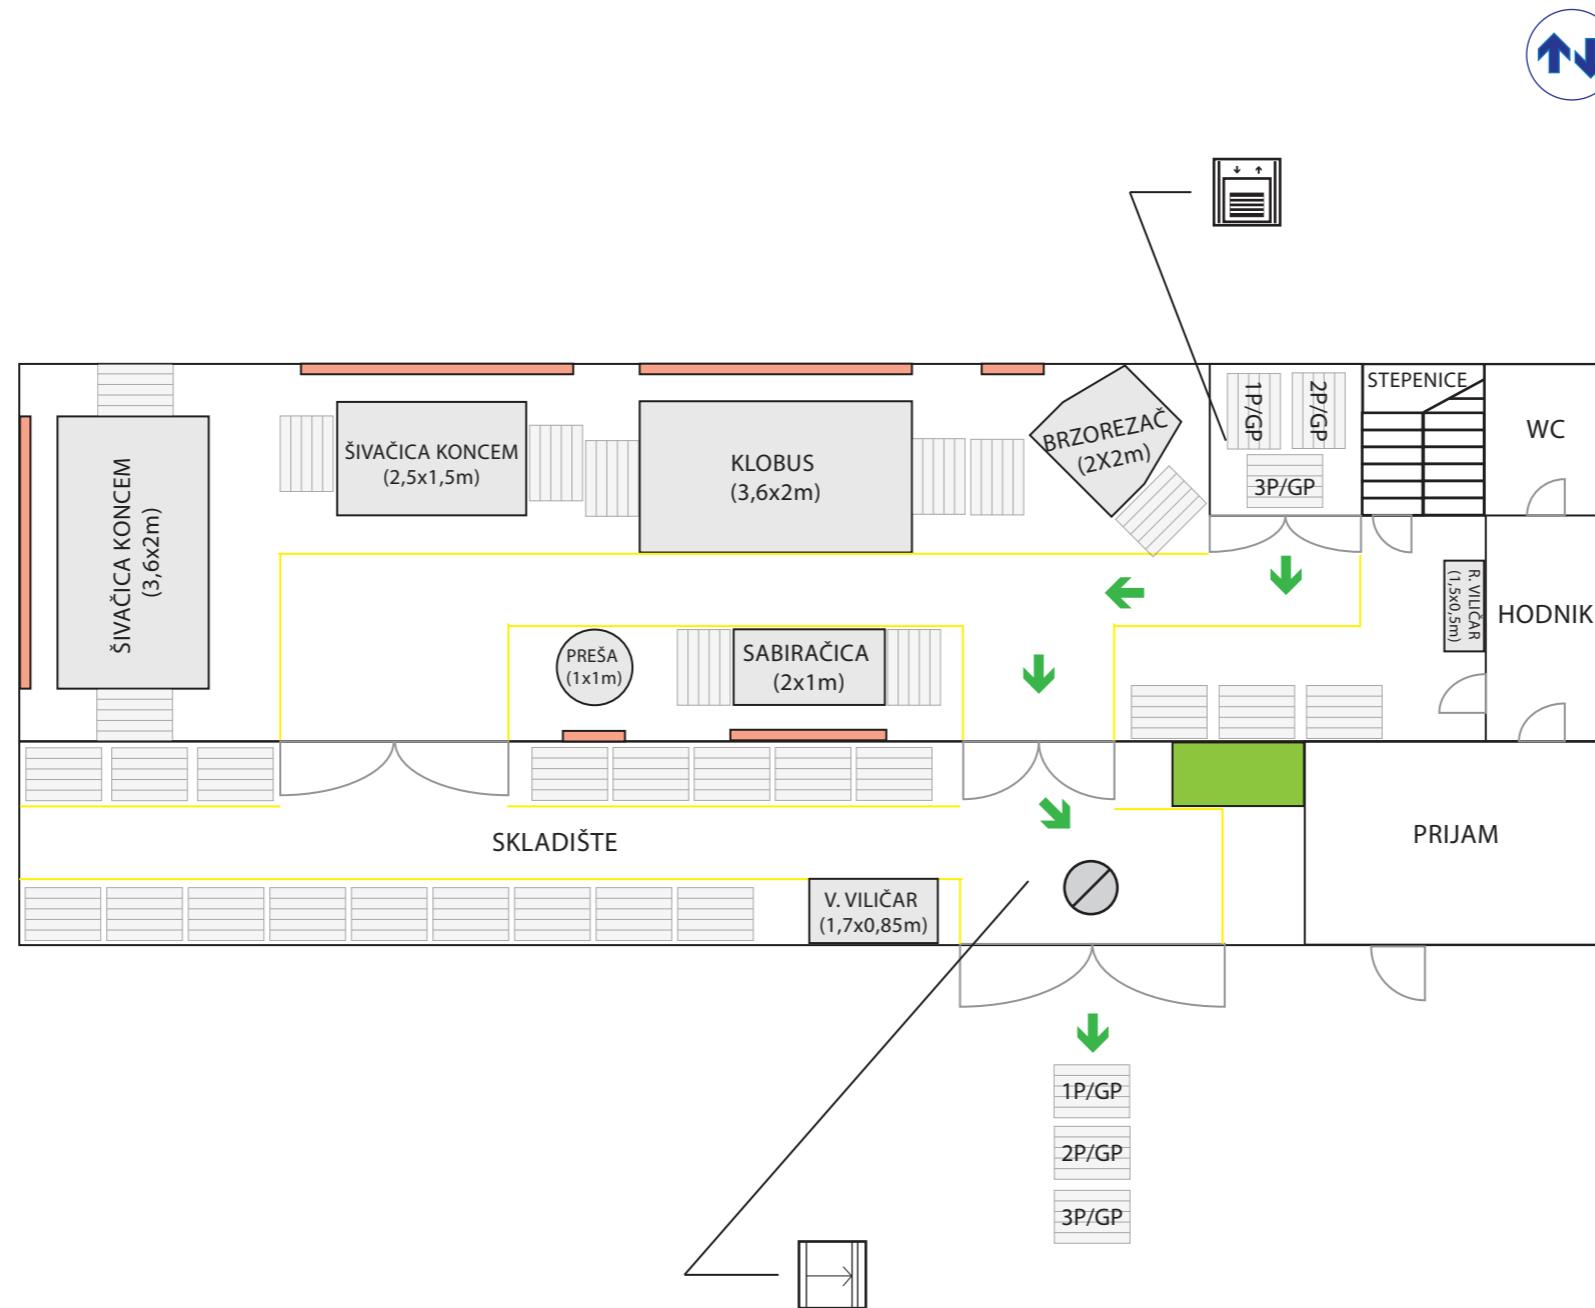 STEPENICE
1P/GP
2P/GP
3P/GP
WC
BRZOREZAČ
(2X2m)
ŠIVAČICA KONCEM
(2,5x1,5m)
KLOBUS
(3,6x2m)
ŠIVAČICA KONCEM
(3,6x2m)
R. VILIČAR
(1,5x0,5m)
HODNIK
PREŠA
(1x1m)
SABIRAČICA
(2x1m)
SKLADIŠTE
PRIJAM
V. VILIČAR
(1,7x0,85m)
1P/GP
2P/GP
3P/GP